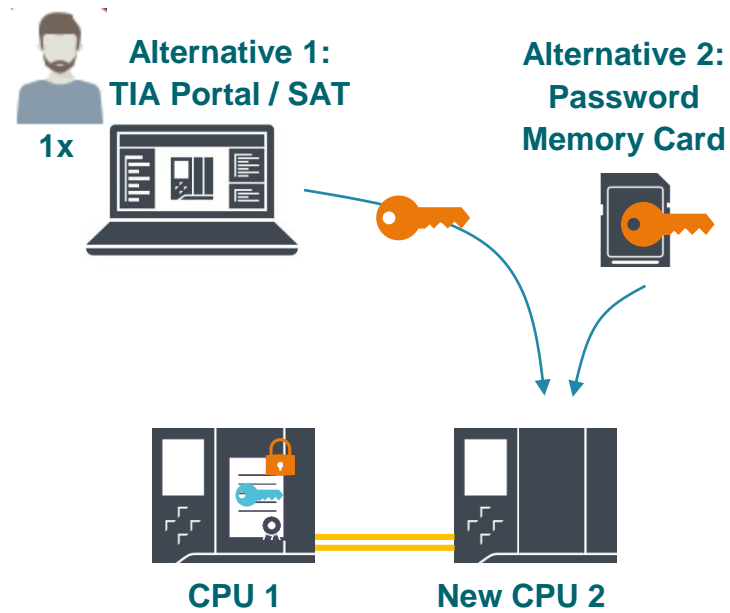 Alternative 1:
TIA Portal / SAT
1x
Alternative 2:
Password
Memory Card
CPU 1
New CPU 2